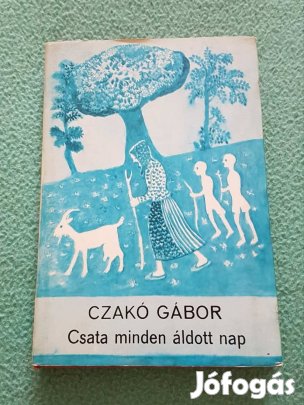 CZAKÓ GÁBOR
Csata minden áldott nap
Jófogás